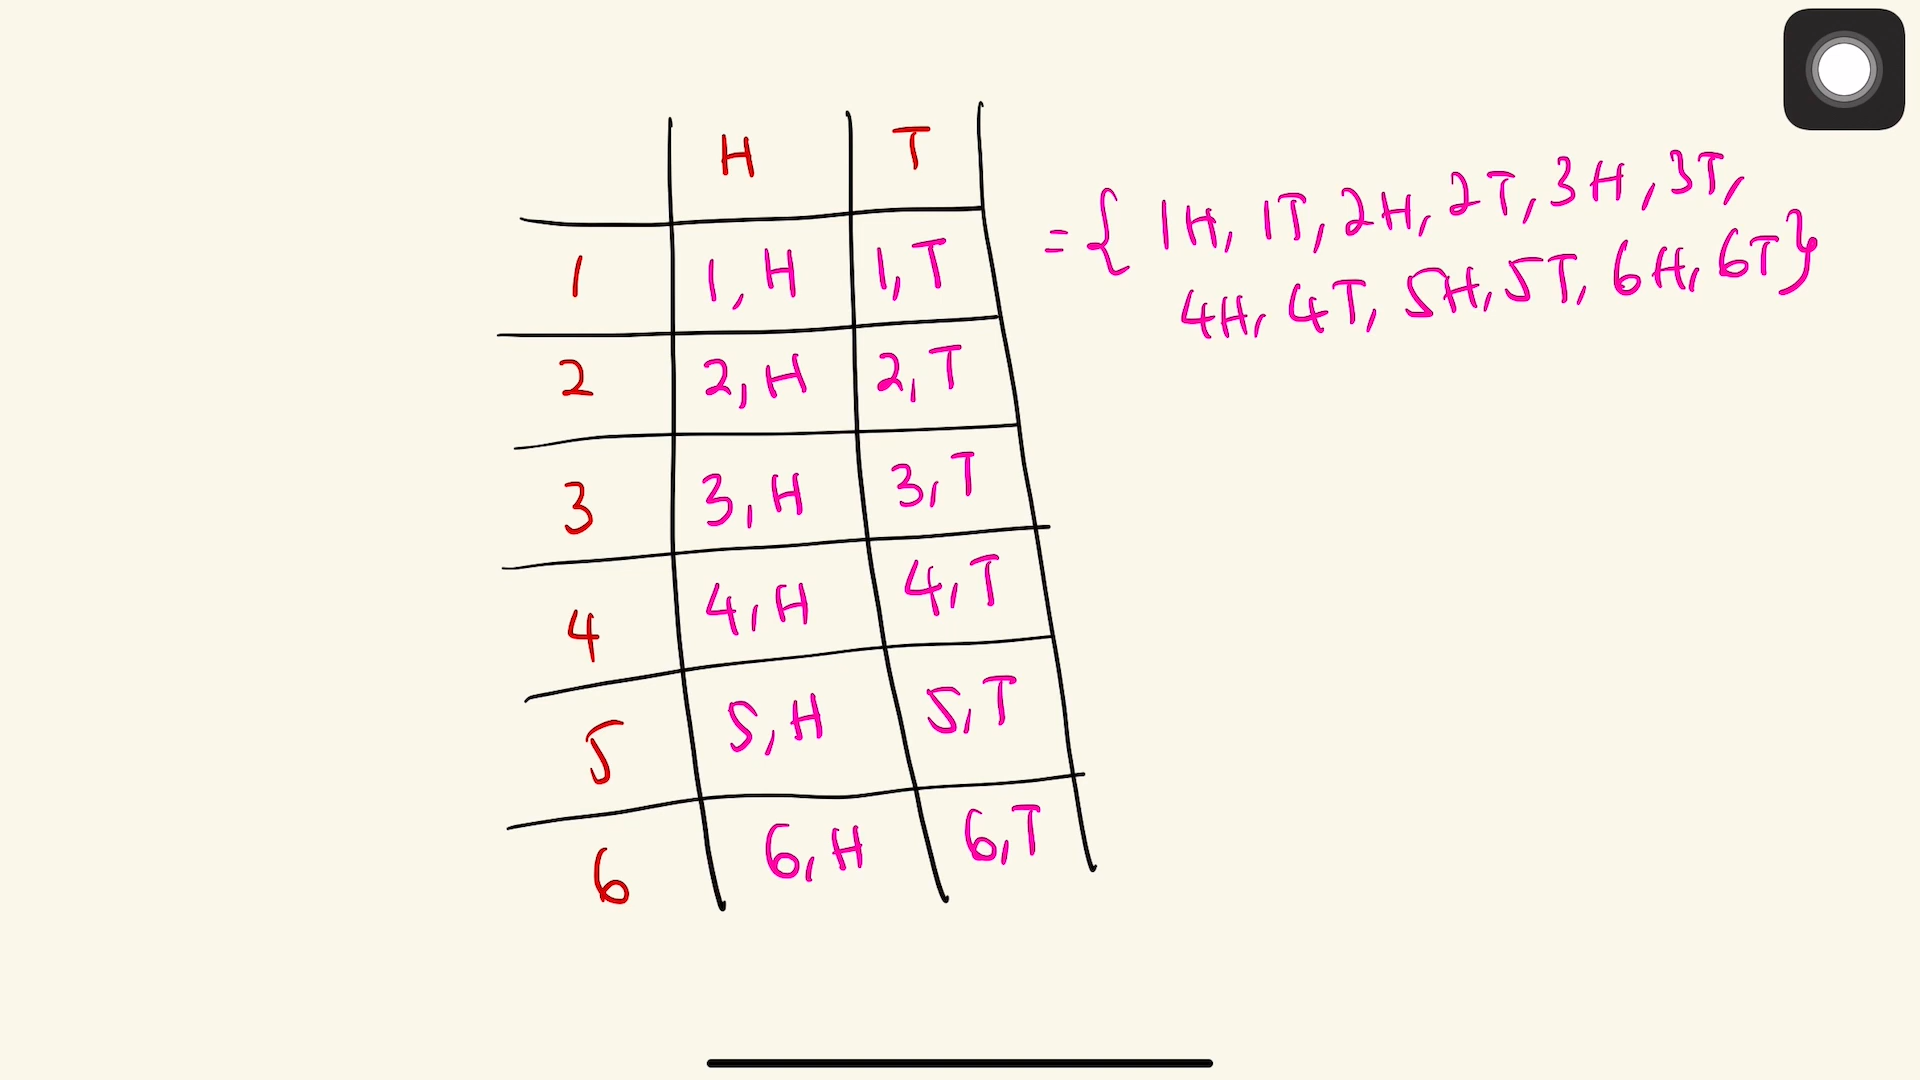 H T
1 1, H 1, T
2 2, H 2, T
3 3, H 3, T
4 4, H 4, T
5 5, H 5, T
6 6, H 6, T
= { 1H, 1T, 2H, 2T, 3H, 3T,
4H, 4T, 5H, 5T, 6H, 6T}